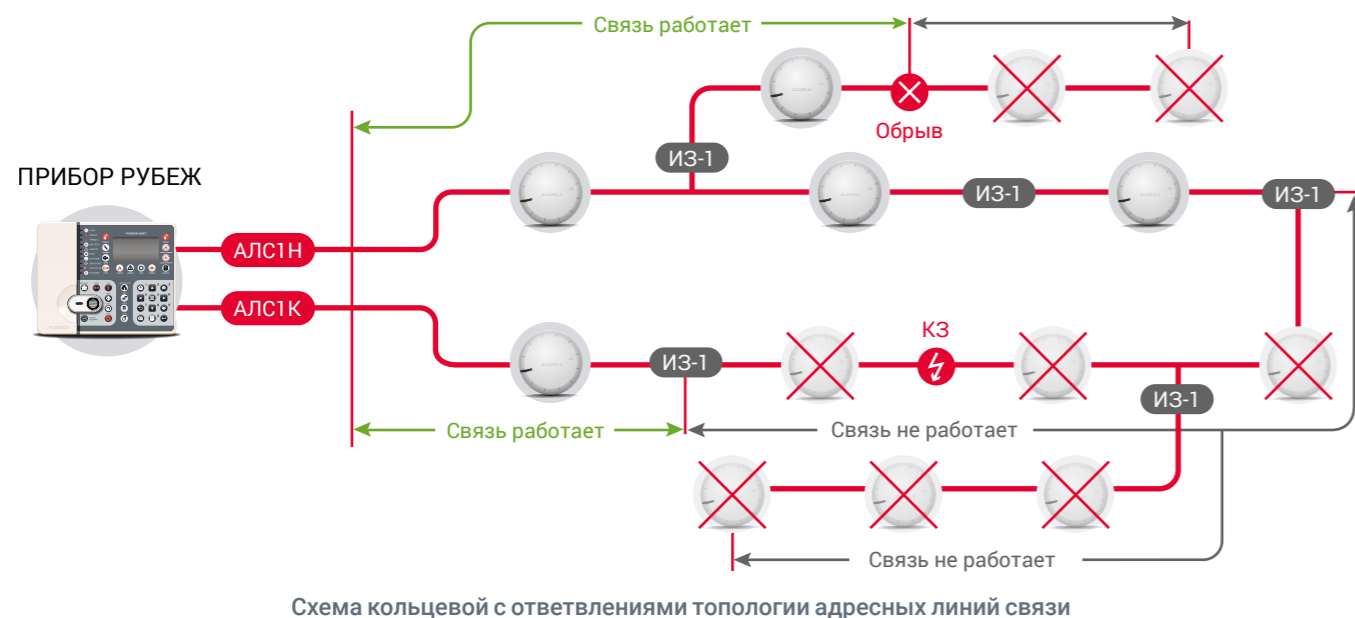 Связь работает
Обрыв
ИЗ-1
ПРИБОР РУБЕЖ
ИЗ-1
ИЗ-1
АЛС1Н
АЛС1К
КЗ
ИЗ-1
ИЗ-1
Связь работает
Связь не работает
Связь не работает
Схема кольцевой с ответвлениями топологии адресных линий связи